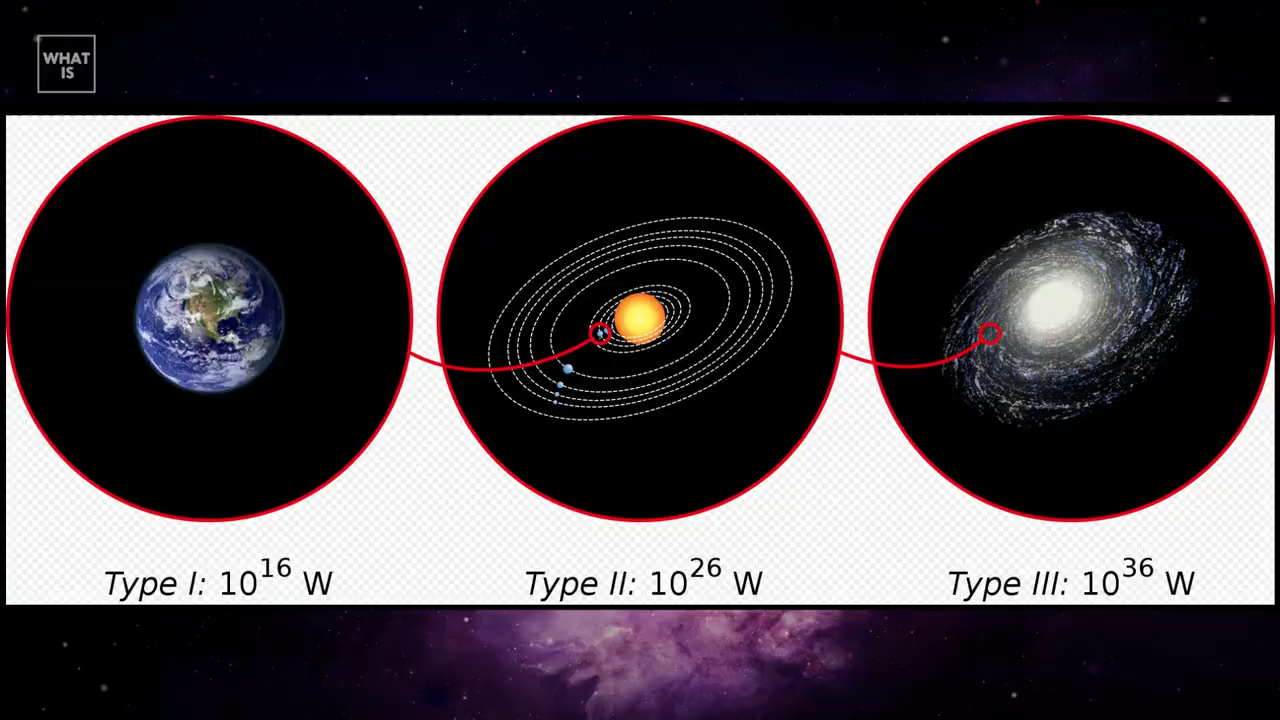 WHAT
IS
Type I: 10^16 W
Type II: 10^26 W
Type III: 10^36 W